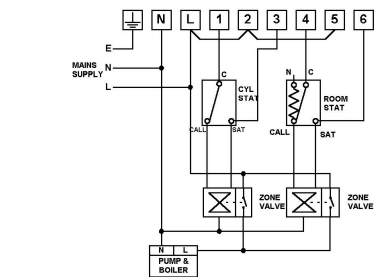 N L 1 2 3 4 5 6
E
MAINS SUPPLY
N
L
C
CYL STAT
CALL
SAT
N C
ROOM STAT
CALL
SAT
ZONE VALVE
ZONE VALVE
N L
PUMP & BOILER